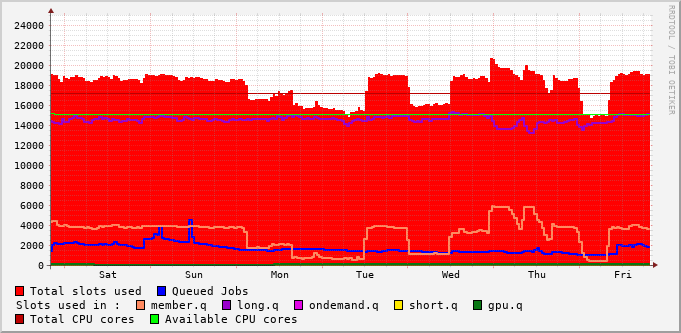 24000
22000
20000
18000
16000
14000
12000
10000
8000
6000
4000
2000
0
Sat Sun Mon Tue Wed Thu Fri
RRDTOOL / TOBI OETIKER
Total slots used Queued Jobs
Slots used in : member.q long.q ondemand.q short.q gpu.q
Total CPU cores Available CPU cores